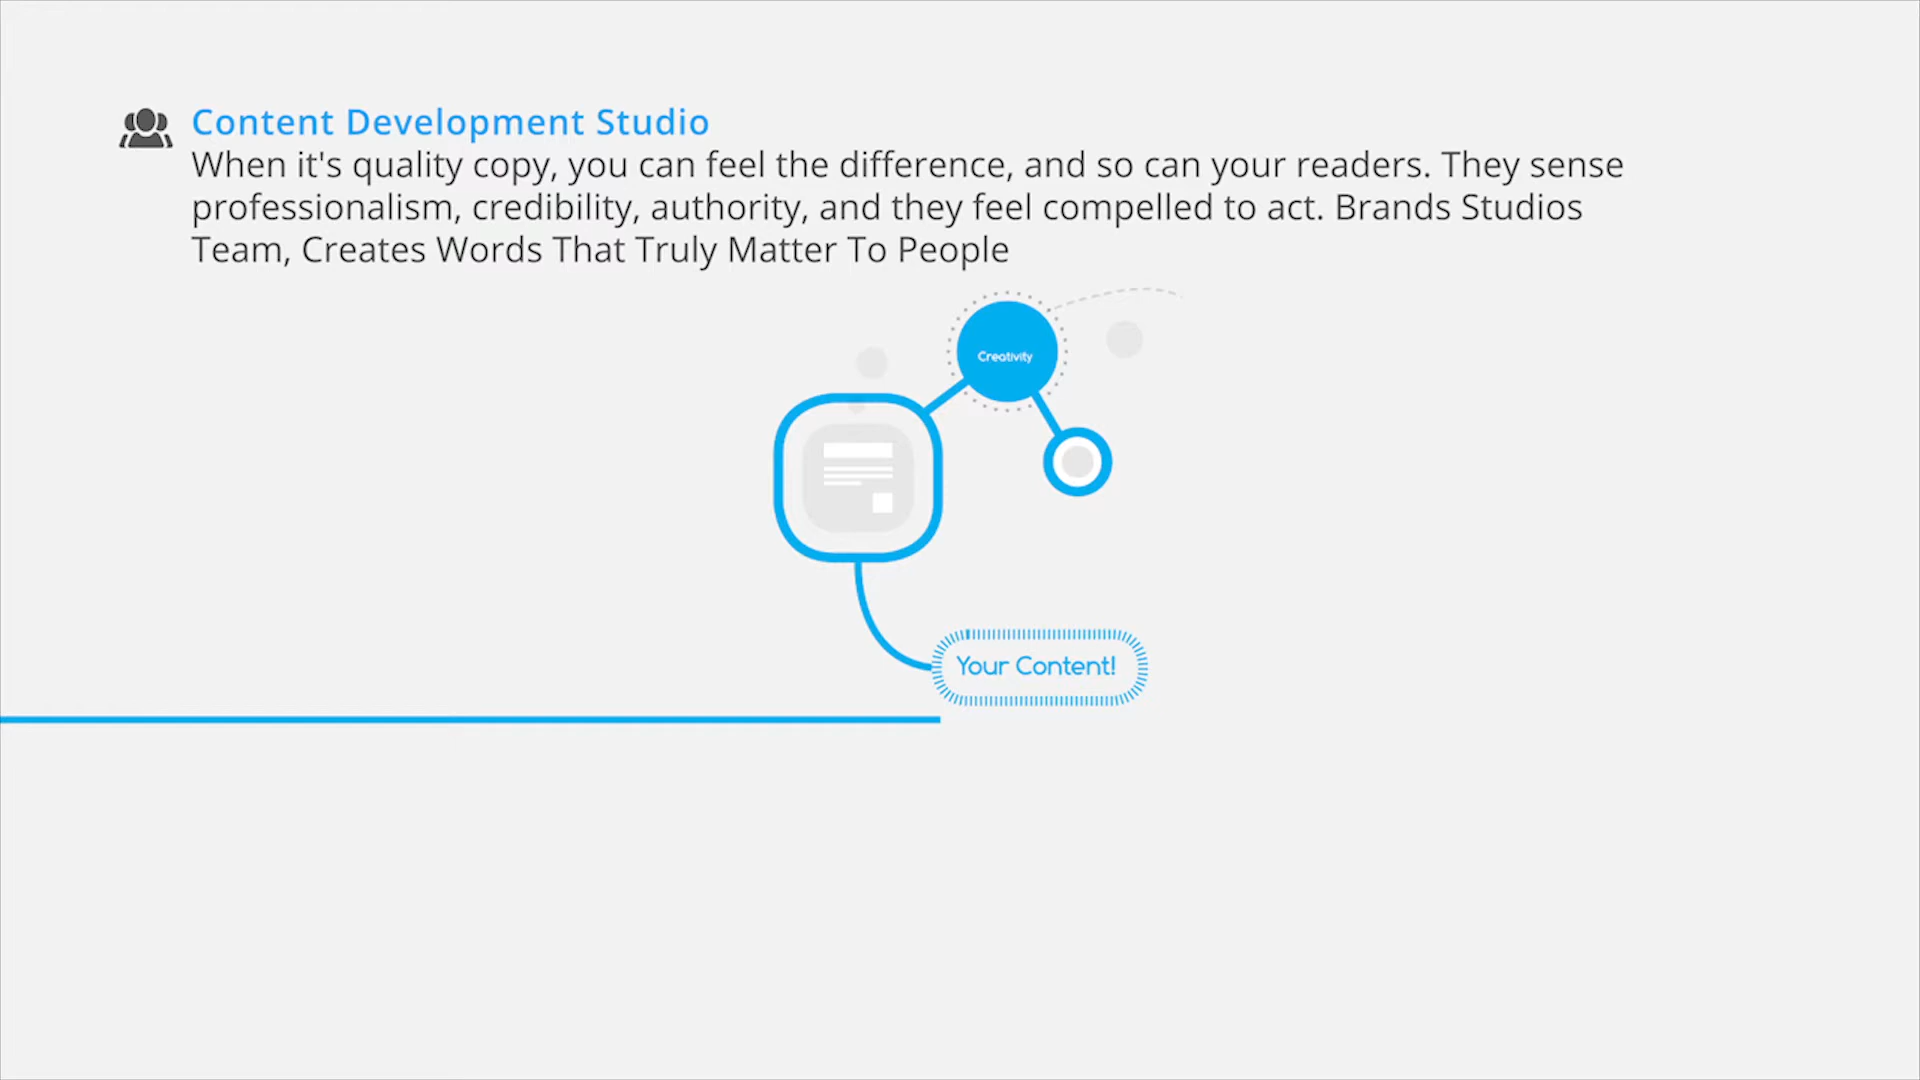 Content Development Studio
When it's quality copy, you can feel the difference, and so can your readers. They sense
professionalism, credibility, authority, and they feel compelled to act. Brands Studios
Team, Creates Words That Truly Matter To People
Creativity
Your Content!